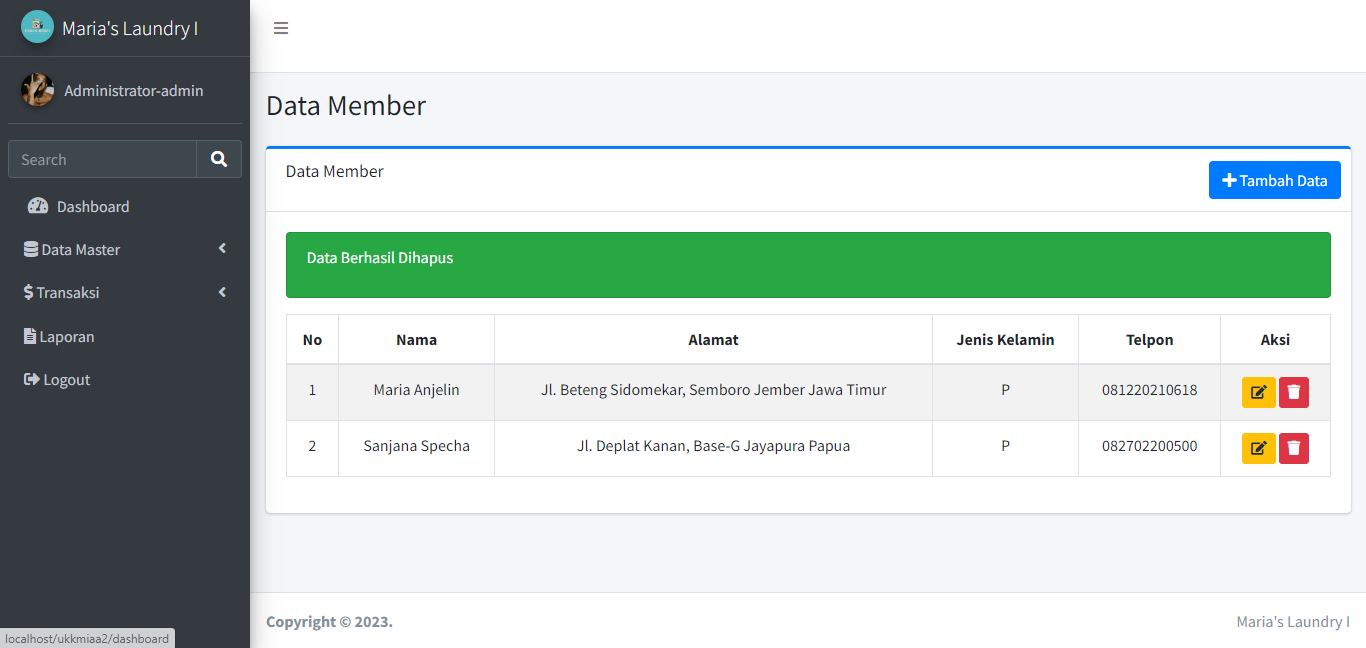 Maria's Laundry I
Administrator-admin
Search
Dashboard
Data Master
Transaksi
Laporan
Logout
localhost/ukkmiaa2/dashboard
Data Member
Data Member
Tambah Data
Data Berhasil Dihapus
No Nama Alamat Jenis Kelamin Telpon Aksi
1 Maria Anjelin Jl. Beteng Sidomekar, Semboro Jember Jawa Timur P 081220210618
2 Sanjana Specha Jl. Deplat Kanan, Base-G Jayapura Papua P 082702200500
Copyright © 2023. Maria's Laundry I